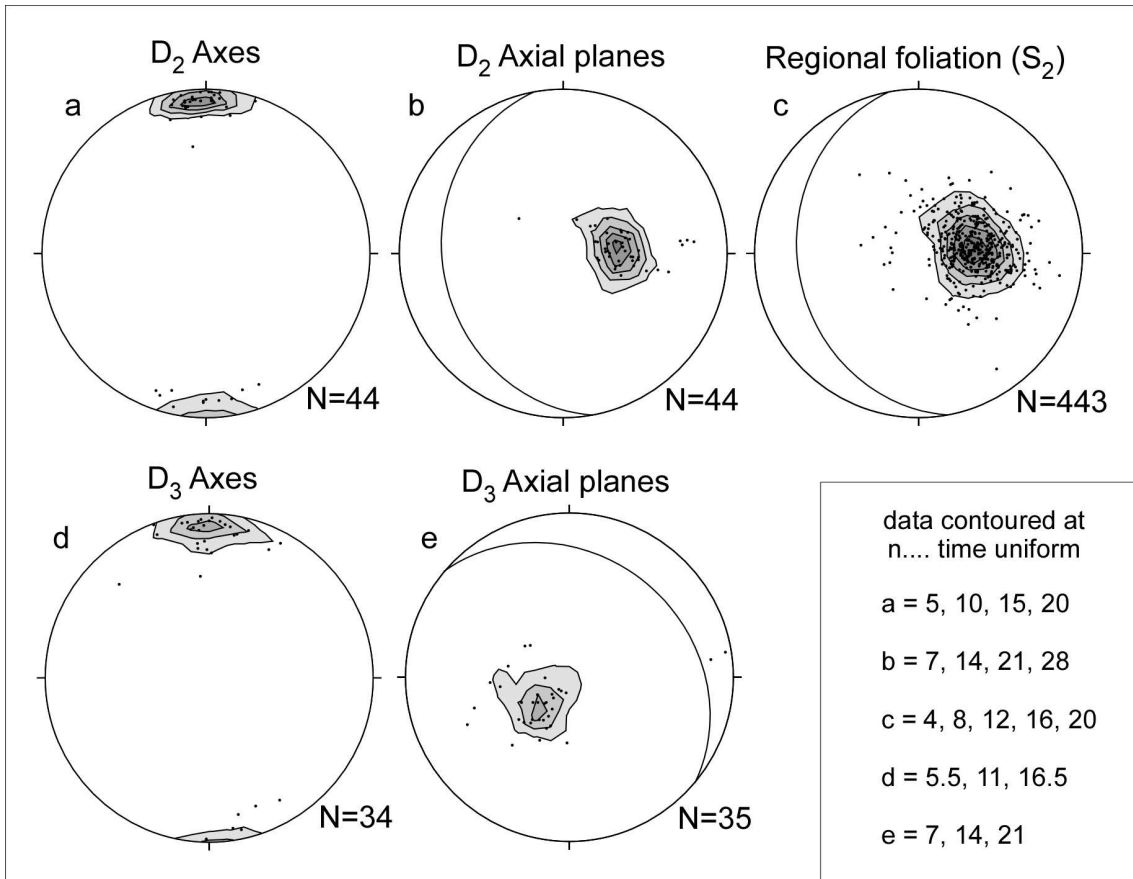 D₂ Axes
a
N=44
D₂ Axial planes
b
N=44
Regional foliation (S₂)
c
N=443
D₃ Axes
d
N=34
D₃ Axial planes
e
N=35
data contoured at
n.... time uniform
a = 5, 10, 15, 20
b = 7, 14, 21, 28
c = 4, 8, 12, 16, 20
d = 5.5, 11, 16.5
e = 7, 14, 21